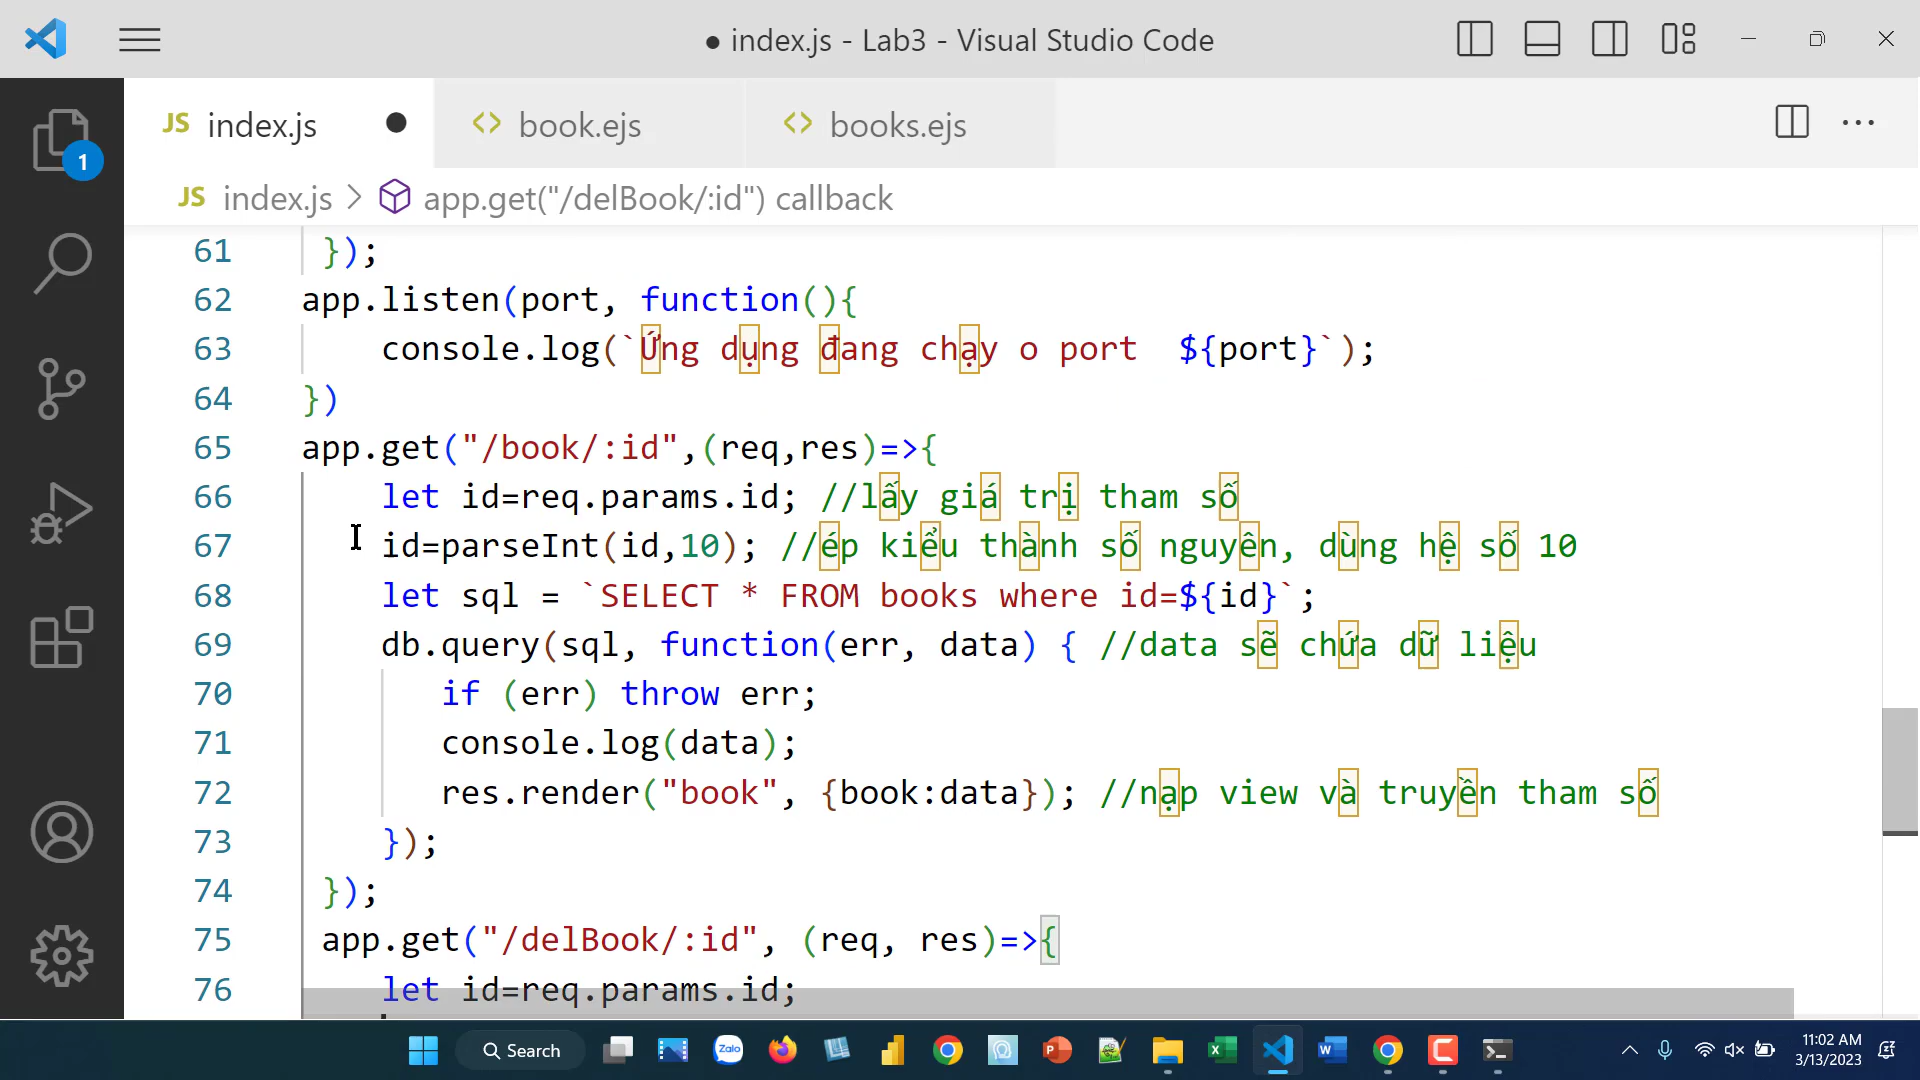 ● index.js - Lab3 - Visual Studio Code
JS index.js ● <> book.ejs <> books.ejs
1
JS index.js > app.get("/delBook/:id") callback
61 });
62 app.listen(port, function(){
63 console.log(`Ứng dụng đang chạy o port  ${port}`);
64 })
65 app.get("/book/:id",(req,res)=>{
66 let id=req.params.id; //lấy giá trị tham số
67 id=parseInt(id,10); //ép kiểu thành số nguyên, dùng hệ số 10
68 let sql = `SELECT * FROM books where id=${id}`;
69 db.query(sql, function(err, data) { //data sẽ chứa dữ liệu
70 if (err) throw err;
71 console.log(data);
72 res.render("book", {book:data}); //nạp view và truyền tham số
73 });
74 });
75 app.get("/delBook/:id", (req, res)=>{
76 let id=req.params.id;
Search
Zalo
11:02 AM
3/13/2023